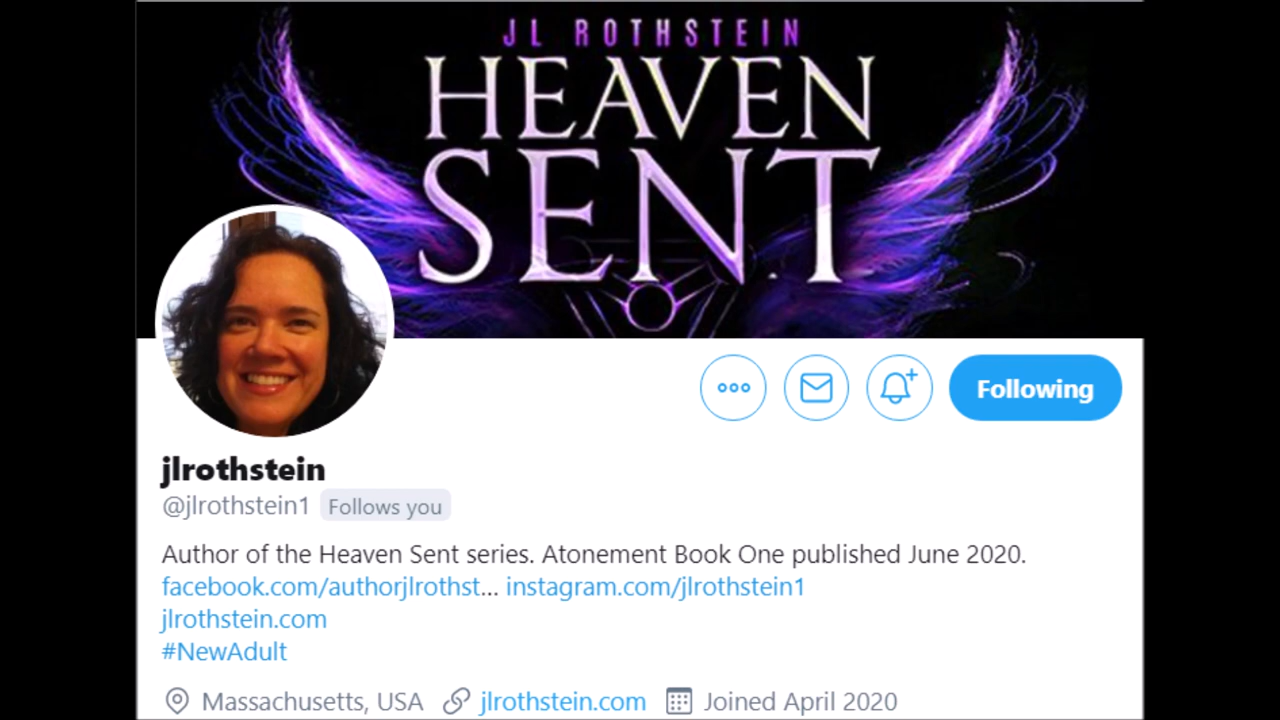 JL ROTHSTEIN
HEAVEN
SENT
Following
jlrothstein
@jlrothstein1 Follows you
Author of the Heaven Sent series. Atonement Book One published June 2020.
facebook.com/authorjlrothst... instagram.com/jlrothstein1
jlrothstein.com
#NewAdult
Massachusetts, USA jlrothstein.com Joined April 2020